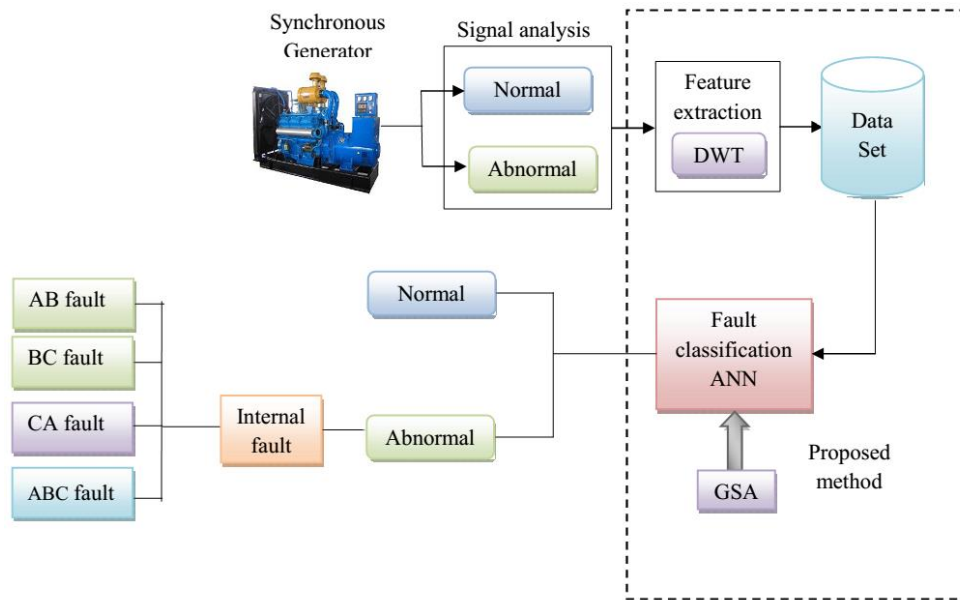 Synchronous
Generator
Signal analysis
Normal
Abnormal
Feature
extraction
DWT
Data
Set
AB fault
BC fault
CA fault
ABC fault
Internal
fault
Normal
Abnormal
Fault
classification
ANN
GSA
Proposed
method